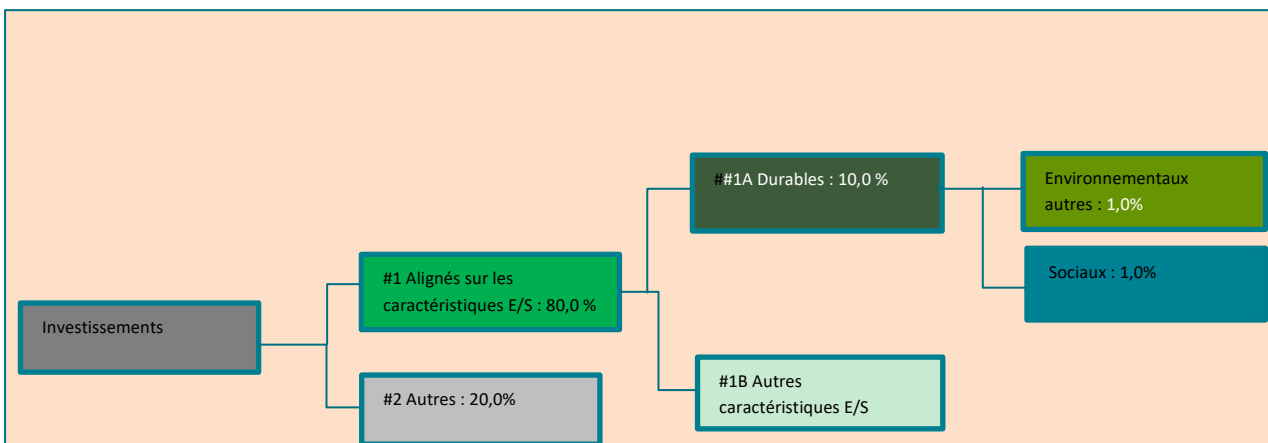 ##1A Durables : 10,0 %
Environnementaux
autres : 1,0%
Sociaux : 1,0%
#1 Alignés sur les
caractéristiques E/S : 80,0 %
Investissements
#1B Autres
caractéristiques E/S
#2 Autres : 20,0%